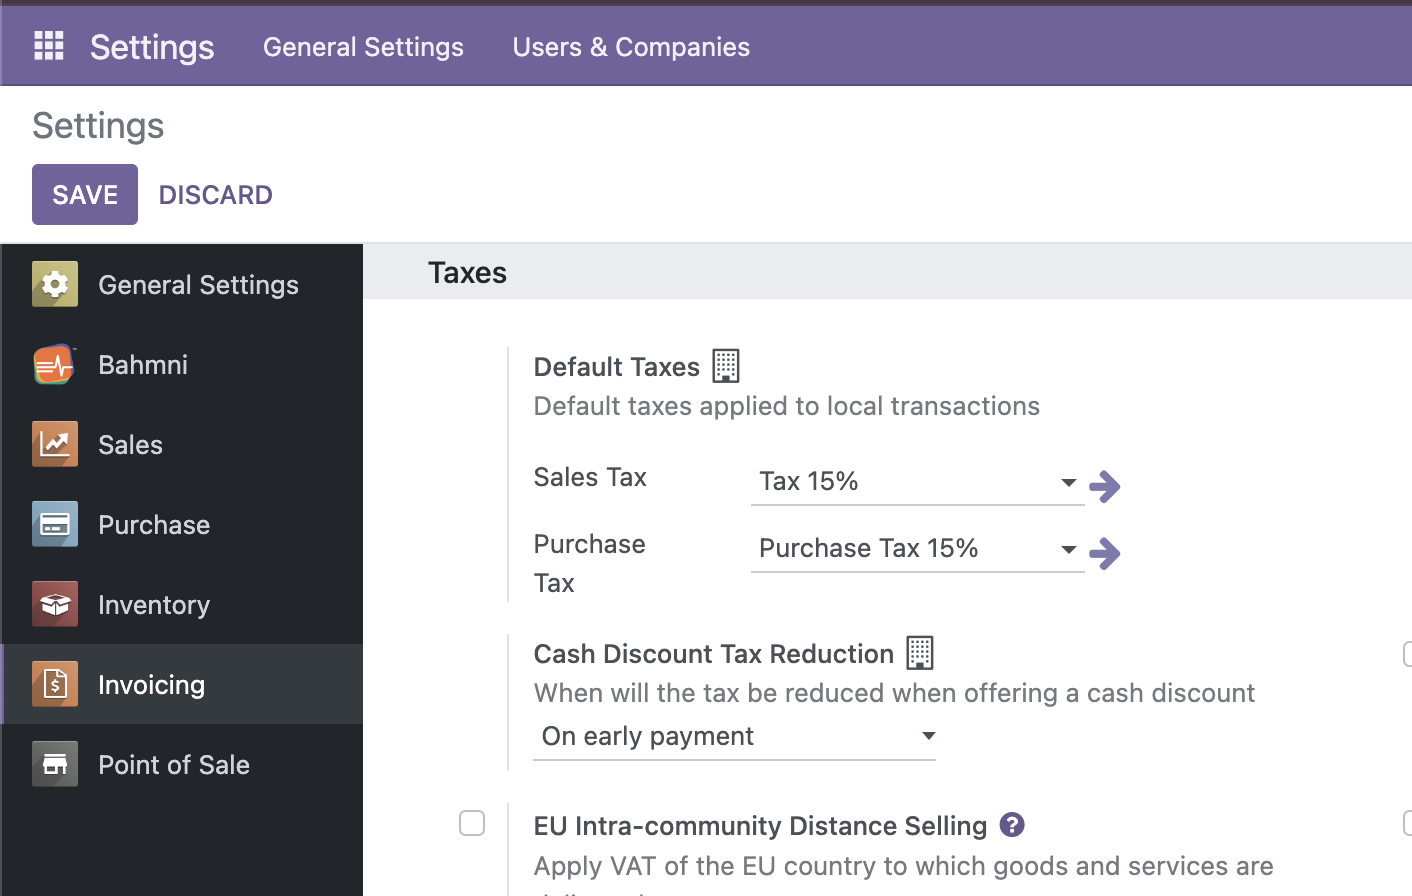 Settings General Settings Users & Companies
Settings
SAVE DISCARD
General Settings
Bahmni
Sales
Purchase
Inventory
Invoicing
Point of Sale
Taxes
Default Taxes
Default taxes applied to local transactions
Sales Tax Tax 15%
Purchase Tax Purchase Tax 15%
Cash Discount Tax Reduction
When will the tax be reduced when offering a cash discount
On early payment
EU Intra-community Distance Selling ?
Apply VAT of the EU country to which goods and services are